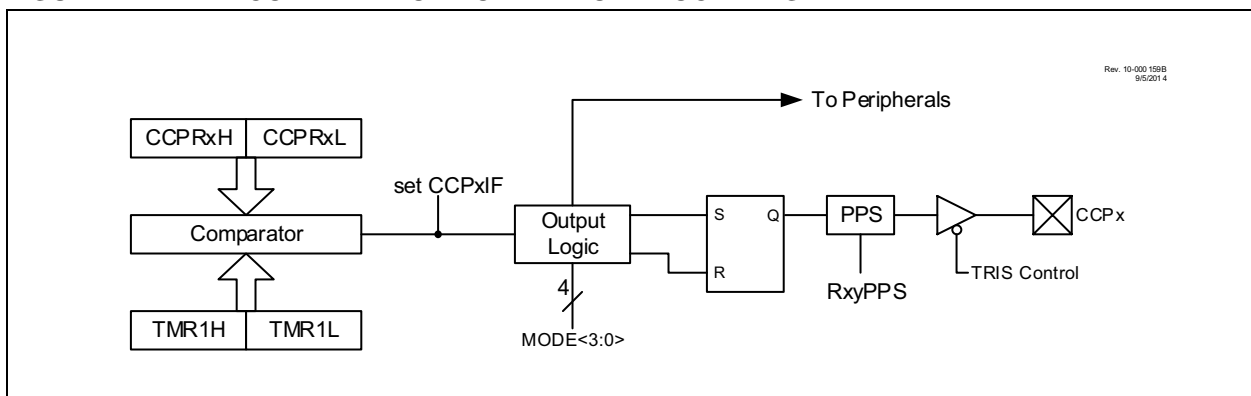 Rev. 10-000 159B
9/5/2014
To Peripherals
CCPRxH CCPRxL
set CCPxIF
Comparator
Output
Logic
S Q
R
PPS
CCPx
TRIS Control
RxyPPS
4
TMR1H TMR1L
MODE<3:0>